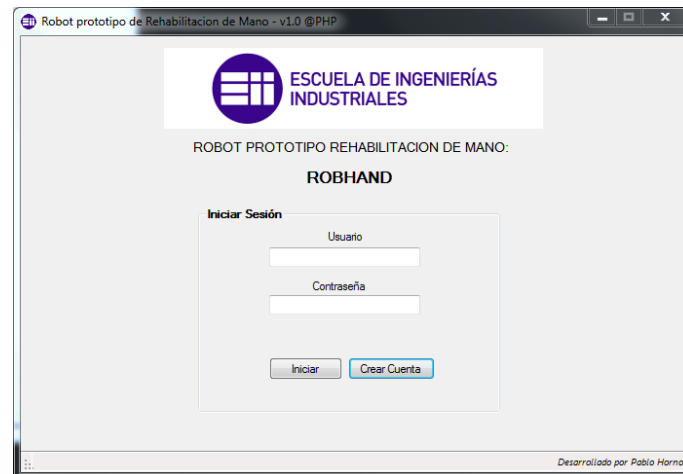 Robot prototipo de Rehabilitacion de Mano - v1.0 @PHP
ESCUELA DE INGENIERÍAS
INDUSTRIALES
ROBOT PROTOTIPO REHABILITACION DE MANO:
ROBHAND
Iniciar Sesión
Usuario
Contraseña
Iniciar
Crear Cuenta
Desarrollado por Pablo Horno